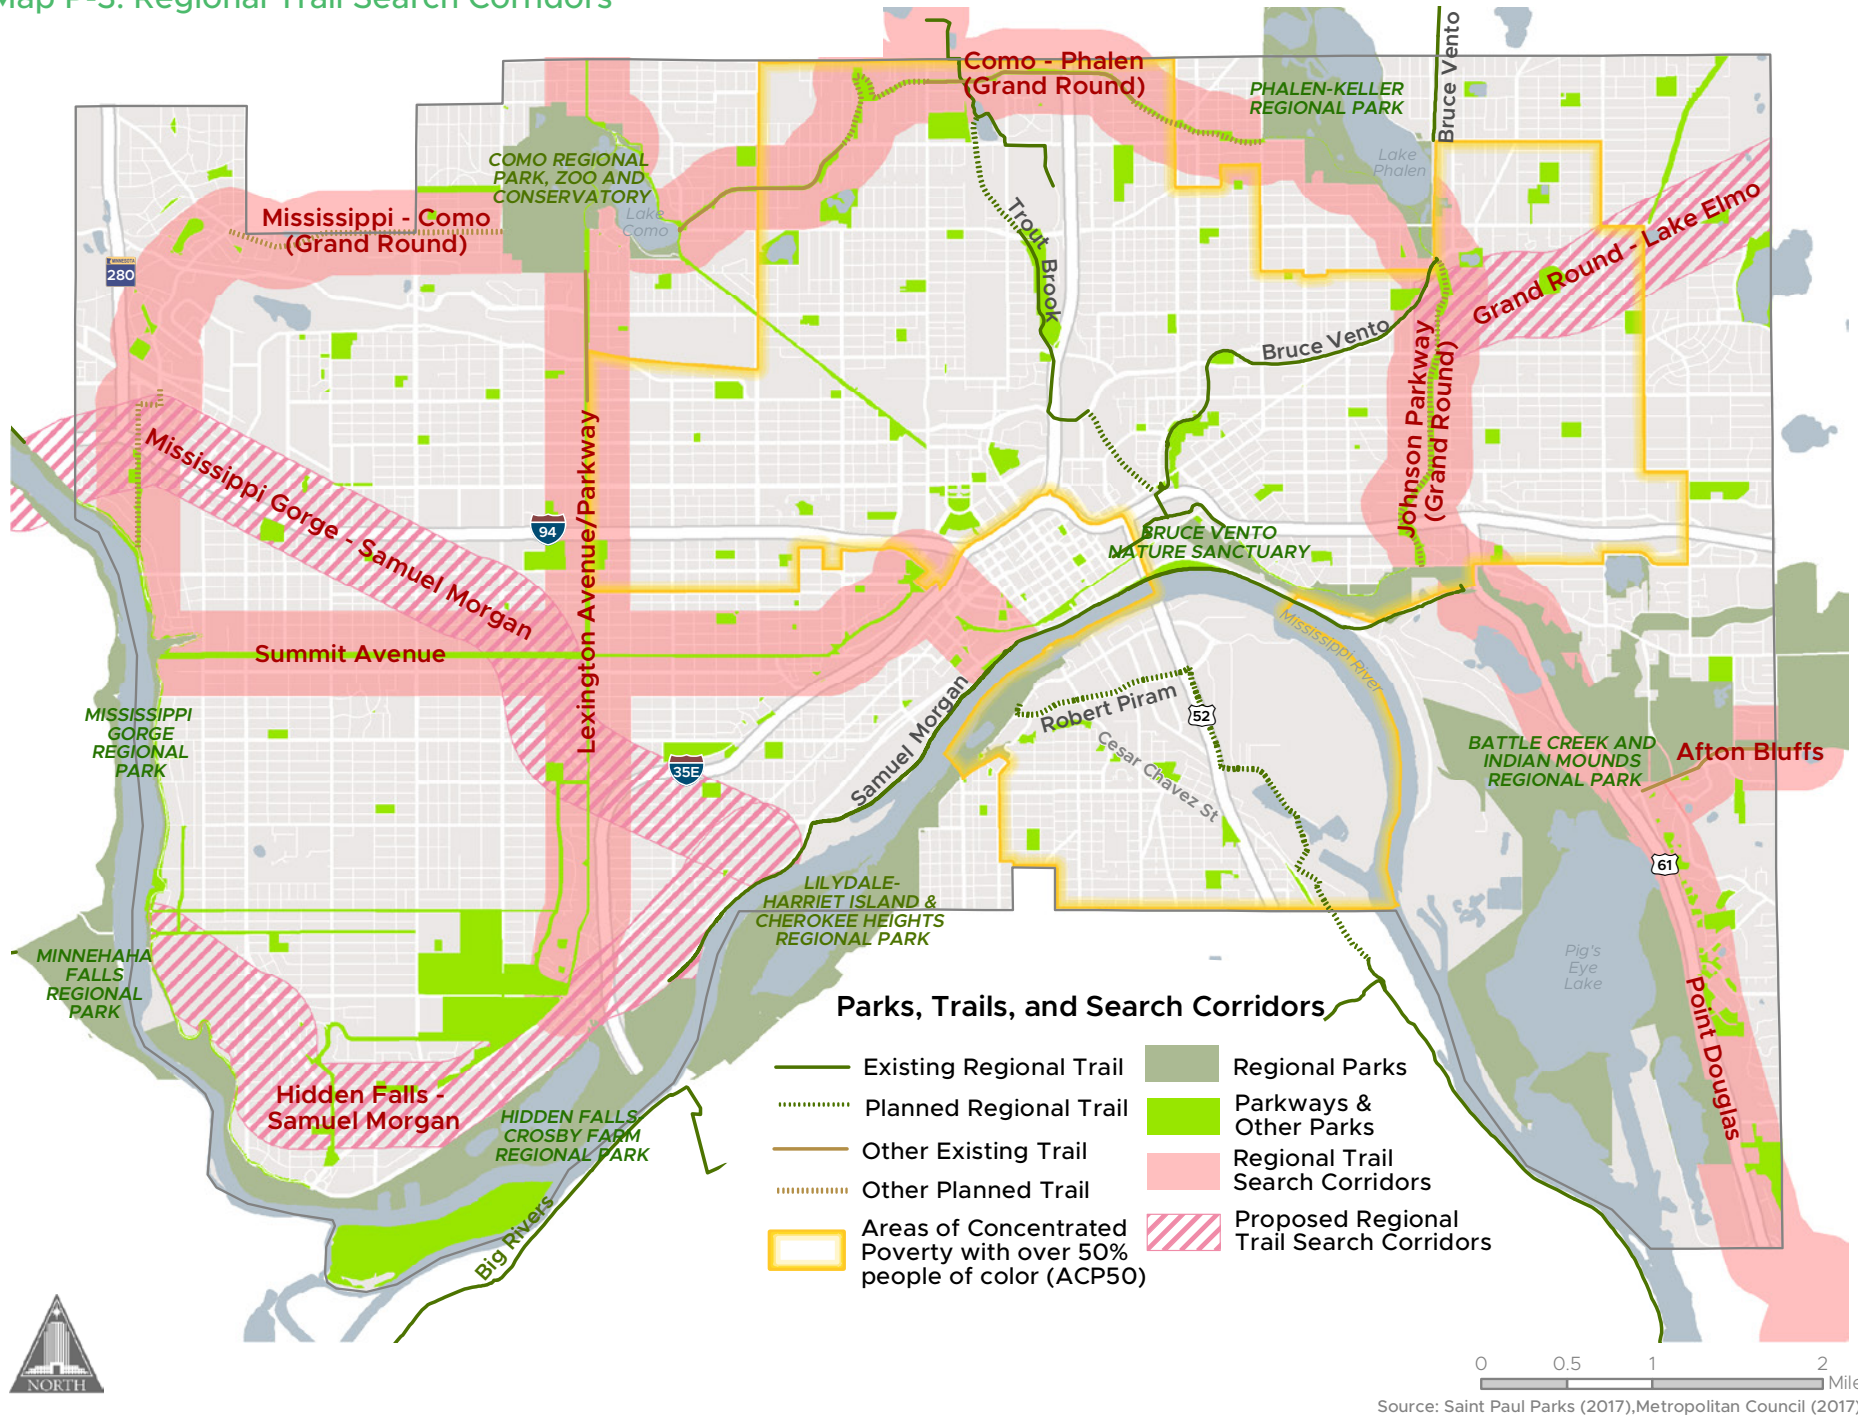 Map P-3: Regional Trail Search Corridors
Como - Phalen
(Grand Round)
Bruce Vento
PHALEN-KELLER
REGIONAL PARK
Lake
Phalen
COMO REGIONAL
PARK, ZOO AND
CONSERVATORY
Lake
Como
Mississippi - Como
(Grand Round)
MINNESOTA
280
Trout Brook
Grand Round - Lake Elmo
Bruce Vento
Johnson Parkway
(Grand Round)
Mississippi Gorge - Samuel Morgan
Lexington Avenue/Parkway
94
BRUCE VENTO
NATURE SANCTUARY
Summit Avenue
Mississippi River
Samuel Morgan
Robert Piram
52
Cesar Chavez St
MISSISSIPPI
GORGE
REGIONAL
PARK
35E
BATTLE CREEK AND
INDIAN MOUNDS
REGIONAL PARK
Afton Bluffs
61
LILYDALE-
HARRIET ISLAND &
CHEROKEE HEIGHTS
REGIONAL PARK
MINNEHAHA
FALLS
REGIONAL
PARK
Pig's
Eye
Lake
Point Douglas
Hidden Falls -
Samuel Morgan
HIDDEN FALLS-
CROSBY FARM
REGIONAL PARK
Big Rivers
Parks, Trails, and Search Corridors
Existing Regional Trail
Planned Regional Trail
Other Existing Trail
Other Planned Trail
Areas of Concentrated
Poverty with over 50%
people of color (ACP50)
Regional Parks
Parkways &
Other Parks
Regional Trail
Search Corridors
Proposed Regional
Trail Search Corridors
NORTH
0 0.5 1 2
Mile
Source: Saint Paul Parks (2017),Metropolitan Council (2017)